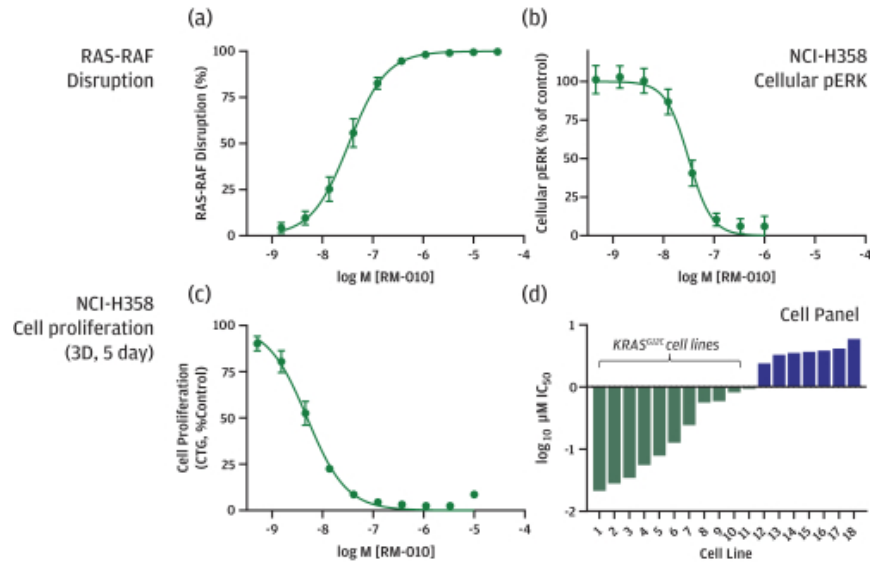 (a)
RAS-RAF
Disruption
RAS-RAF Disruption (%)
100
75
50
25
0
-9 -8 -7 -6 -5 -4
log M [RM-010]
(b)
NCI-H358
Cellular pERK
Cellular pERK (% of control)
100
75
50
25
0
-9 -8 -7 -6 -5 -4
log M [RM-010]
NCI-H358
Cell proliferation
(3D, 5 day)
(c)
Cell Proliferation
(CTG, %Control)
100
75
50
25
0
-9 -8 -7 -6 -5 -4
log M [RM-010]
(d)
Cell Panel
KRASᴳ¹²ᶜ cell lines
log₁₀ µM IC₅₀
1
0
-1
-2
1 2 3 4 5 6 7 8 9 10 11 12 13 14 15 16 17 18
Cell Line